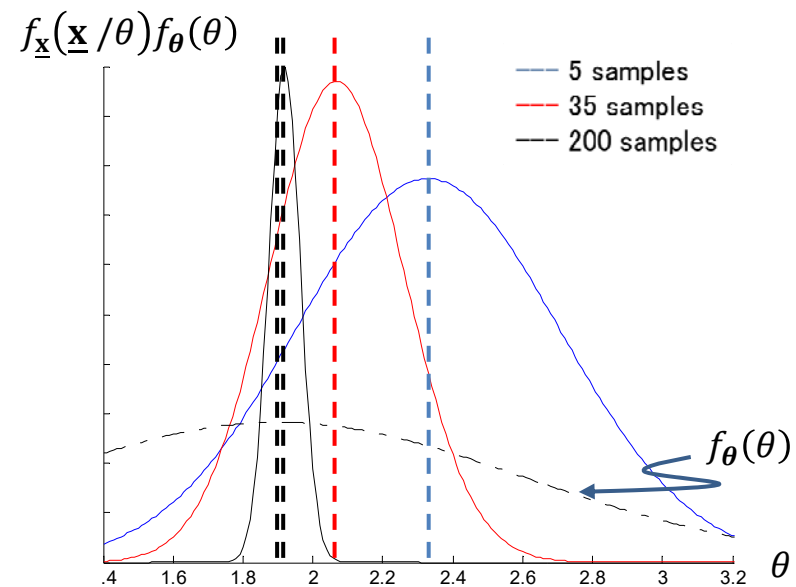 f_x(x /θ)f_θ(θ)
5 samples
35 samples
200 samples
f_θ(θ)
.4 1.6 1.8 2 2.2 2.4 2.6 2.8 3 3.2 θ